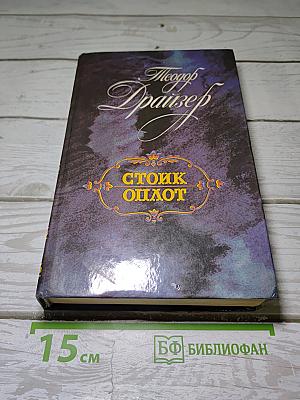 Теодор
Драйзер
СТОИК
ОПЛОТ
15 см
БФ БИБЛИОФАН